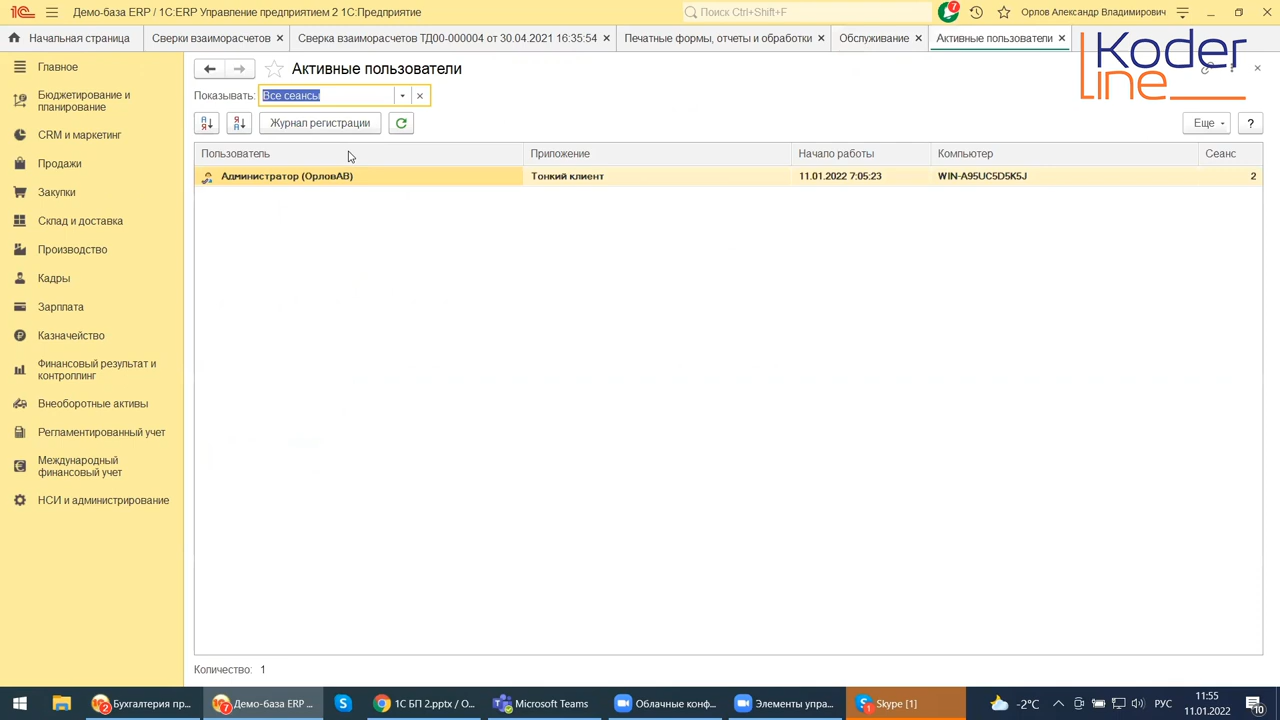 Демо-база ERP / 1С:ERP Управление предприятием 2 1С:Предприятие
Поиск Ctrl+Shift+F
7
Орлов Александр Владимирович
Начальная страница
Сверки взаиморасчетов ×
Сверка взаиморасчетов ТД00-000004 от 30.04.2021 16:35:54 ×
Печатные формы, отчеты и обработки ×
Обслуживание ×
Активные пользователи ×
Koder
line
Главное
Бюджетирование и
планирование
CRM и маркетинг
Продажи
Закупки
Склад и доставка
Производство
Кадры
Зарплата
Казначейство
Финансовый результат и
контроллинг
Внеоборотные активы
Регламентированный учет
Международный
финансовый учет
НСИ и администрирование
Активные пользователи
Показывать: Все сеансы
Журнал регистрации
Еще
?
Пользователь Приложение Начало работы Компьютер Сеанс
Администратор (ОрловАВ) Тонкий клиент 11.01.2022 7:05:23 WIN-A95UC5D5K5J 2
Количество: 1
Бухгалтерия пр...
Демо-база ERP ...
1С БП 2.pptx / О...
Microsoft Teams
Облачные конф...
Элементы упра...
Skype [1]
-2°C
РУС
11:55
11.01.2022
10